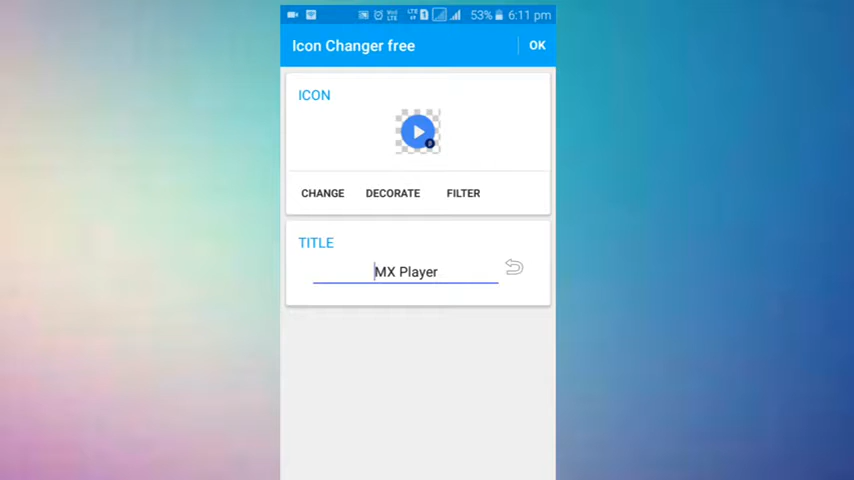 53% 6:11 pm
Icon Changer free
OK
ICON
CHANGE DECORATE FILTER
TITLE
MX Player